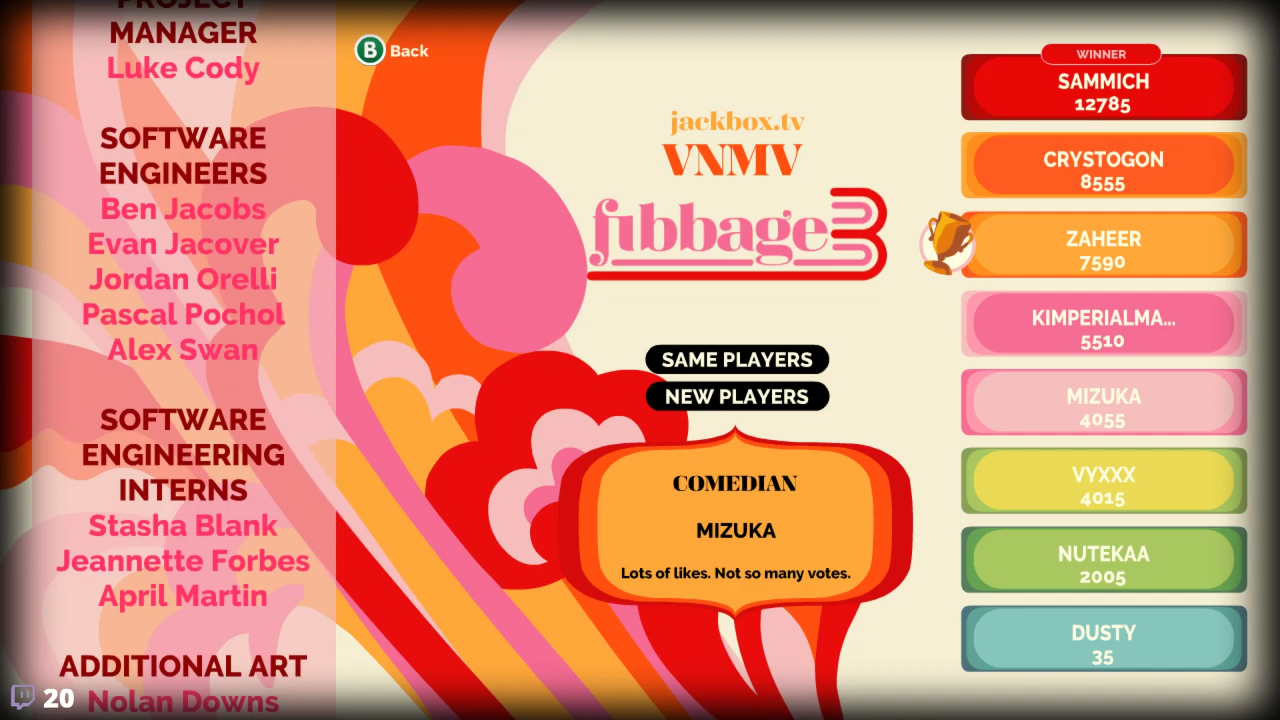 PROJECT
MANAGER
Luke Cody
SOFTWARE
ENGINEERS
Ben Jacobs
Evan Jacover
Jordan Orelli
Pascal Pochol
Alex Swan
SOFTWARE
ENGINEERING
INTERNS
Stasha Blank
Jeannette Forbes
April Martin
ADDITIONAL ART
Nolan Downs
20
B Back
jackbox.tv
VNMV
fibbage 3
SAME PLAYERS
NEW PLAYERS
COMEDIAN
MIZUKA
Lots of likes. Not so many votes.
WINNER
SAMMICH
12785
CRYSTOGON
8555
ZAHEER
7590
KIMPERIALMA...
5510
MIZUKA
4055
VYXXX
4015
NUTEKAA
2005
DUSTY
35